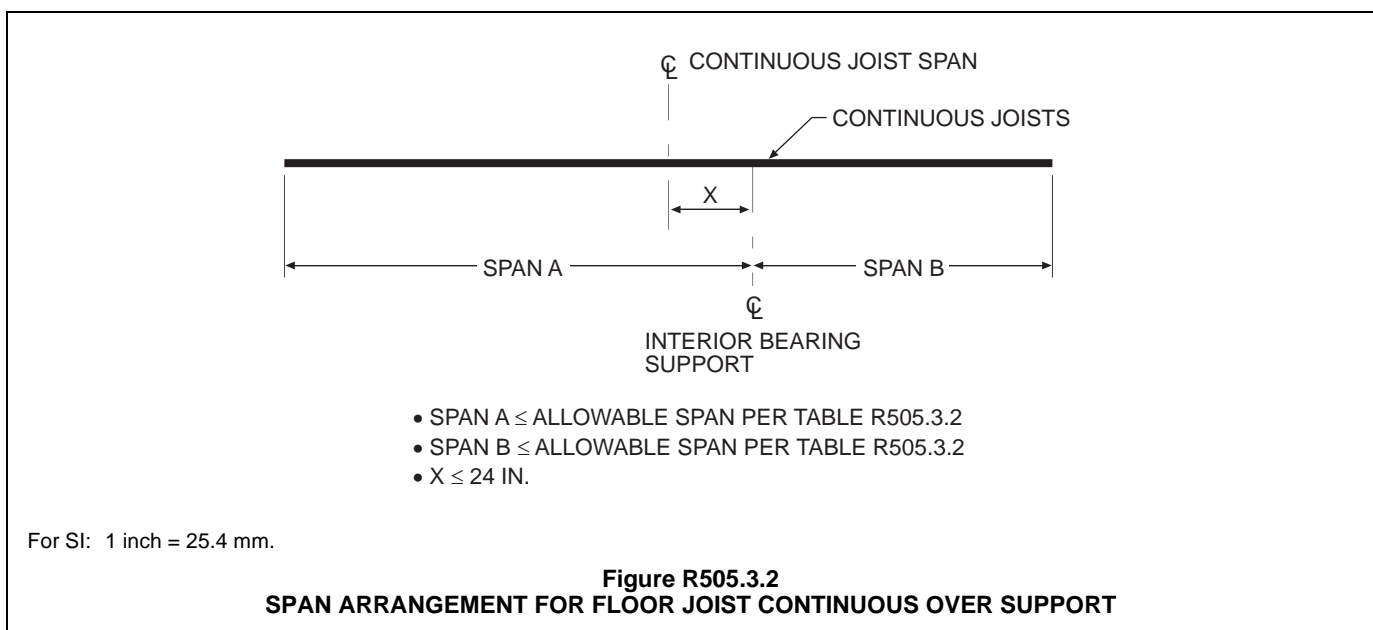 ℄ CONTINUOUS JOIST SPAN
CONTINUOUS JOISTS
X
SPAN A
SPAN B
℄
INTERIOR BEARING
SUPPORT
• SPAN A ≤ ALLOWABLE SPAN PER TABLE R505.3.2
• SPAN B ≤ ALLOWABLE SPAN PER TABLE R505.3.2
• X ≤ 24 IN.
For SI: 1 inch = 25.4 mm.
Figure R505.3.2
SPAN ARRANGEMENT FOR FLOOR JOIST CONTINUOUS OVER SUPPORT